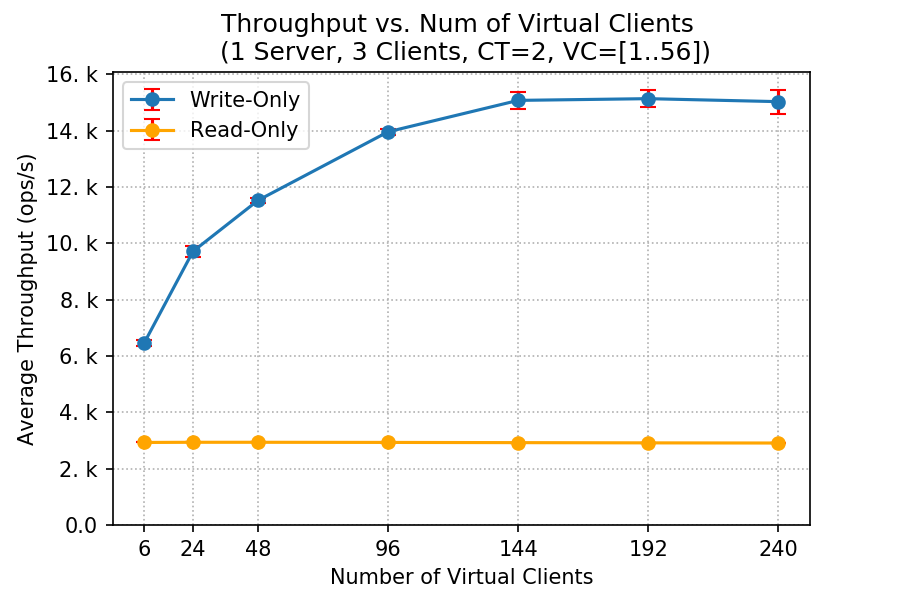 Throughput vs. Num of Virtual Clients
(1 Server, 3 Clients, CT=2, VC=[1..56])
Write-Only
Read-Only
Average Throughput (ops/s)
16. k
14. k
12. k
10. k
8. k
6. k
4. k
2. k
0.0
6 24 48 96 144 192 240
Number of Virtual Clients